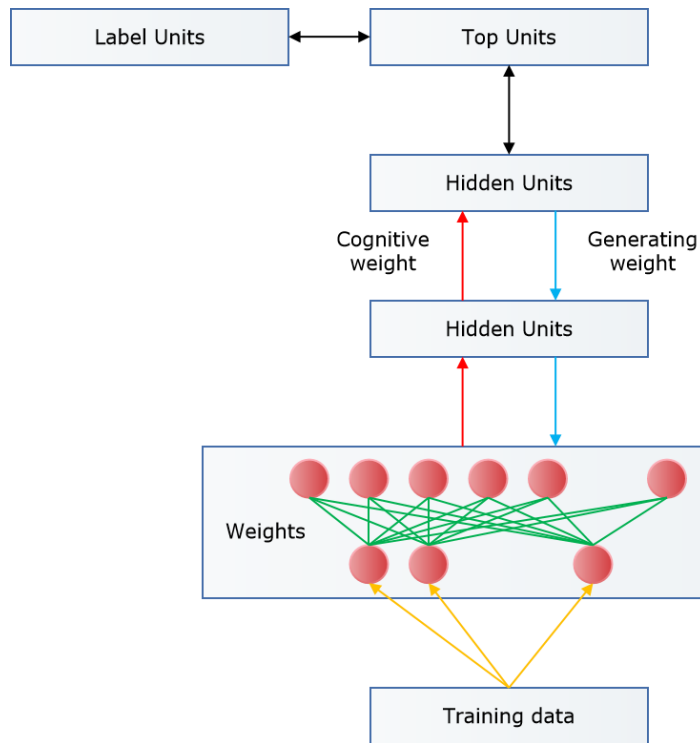 Label Units
Top Units
Hidden Units
Cognitive
weight
Generating
weight
Hidden Units
Weights
Training data